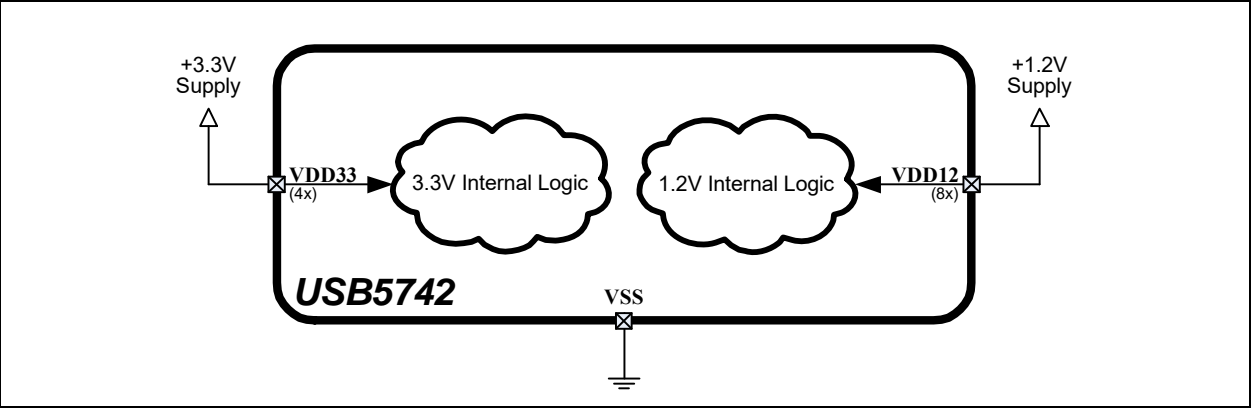 +3.3V
Supply
+1.2V
Supply
VDD33
(4x)
3.3V Internal Logic
1.2V Internal Logic
VDD12
(8x)
USB5742
VSS